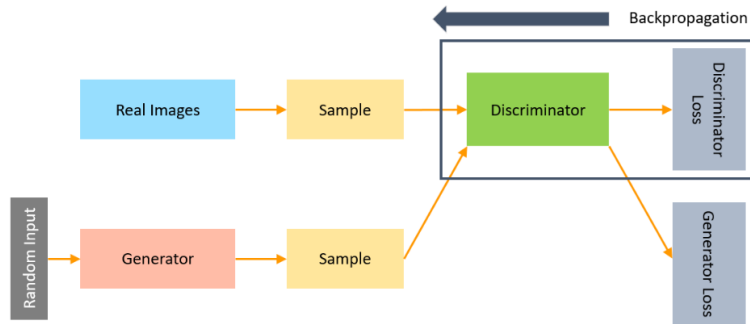 Backpropagation
Real Images
Sample
Discriminator
Discriminator
Loss
Random Input
Generator
Sample
Generator Loss